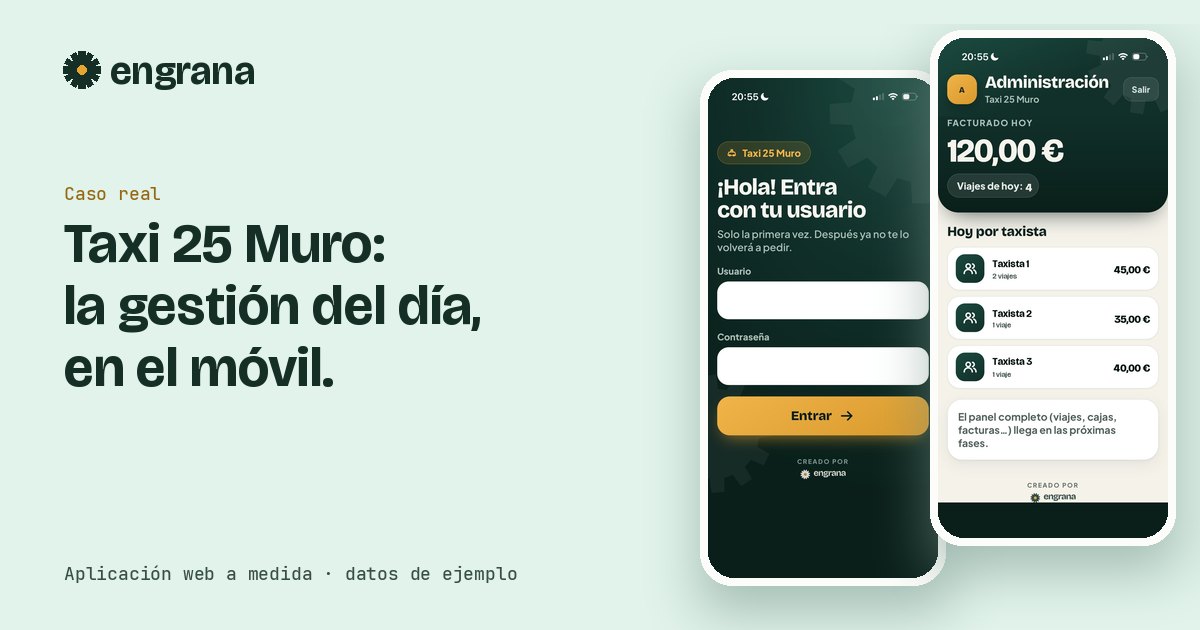 engrana
Caso real
Taxi 25 Muro:
la gestión del día,
en el móvil.
Aplicación web a medida · datos de ejemplo
20:55
Taxi 25 Muro
¡Hola! Entra
con tu usuario
Solo la primera vez. Después ya no te lo
volverá a pedir.
Usuario
Contraseña
Entrar →
CREADO POR
engrana
20:55
A
Administración
Taxi 25 Muro
Salir
FACTURADO HOY
120,00 €
Viajes de hoy: 4
Hoy por taxista
Taxista 1
2 viajes
45,00 €
Taxista 2
1 viaje
35,00 €
Taxista 3
1 viaje
40,00 €
El panel completo (viajes, cajas,
facturas…) llega en las próximas
fases.
CREADO POR
engrana